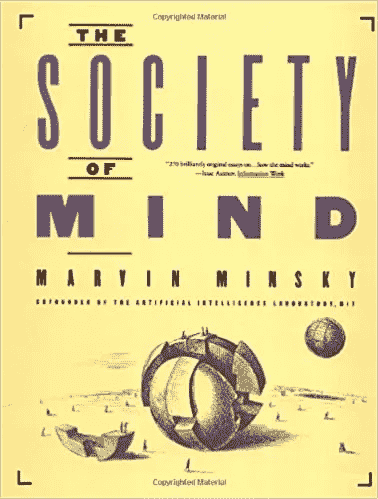 Copyrighted Material
THE
SOCIETY
OF
"270 brilliantly original essays on...how the mind works."
—Isaac Asimov, Information Week
MIND
MARVIN MINSKY
COFOUNDER OF THE ARTIFICIAL INTELLIGENCE LABORATORY, MIT
Copyrighted Material